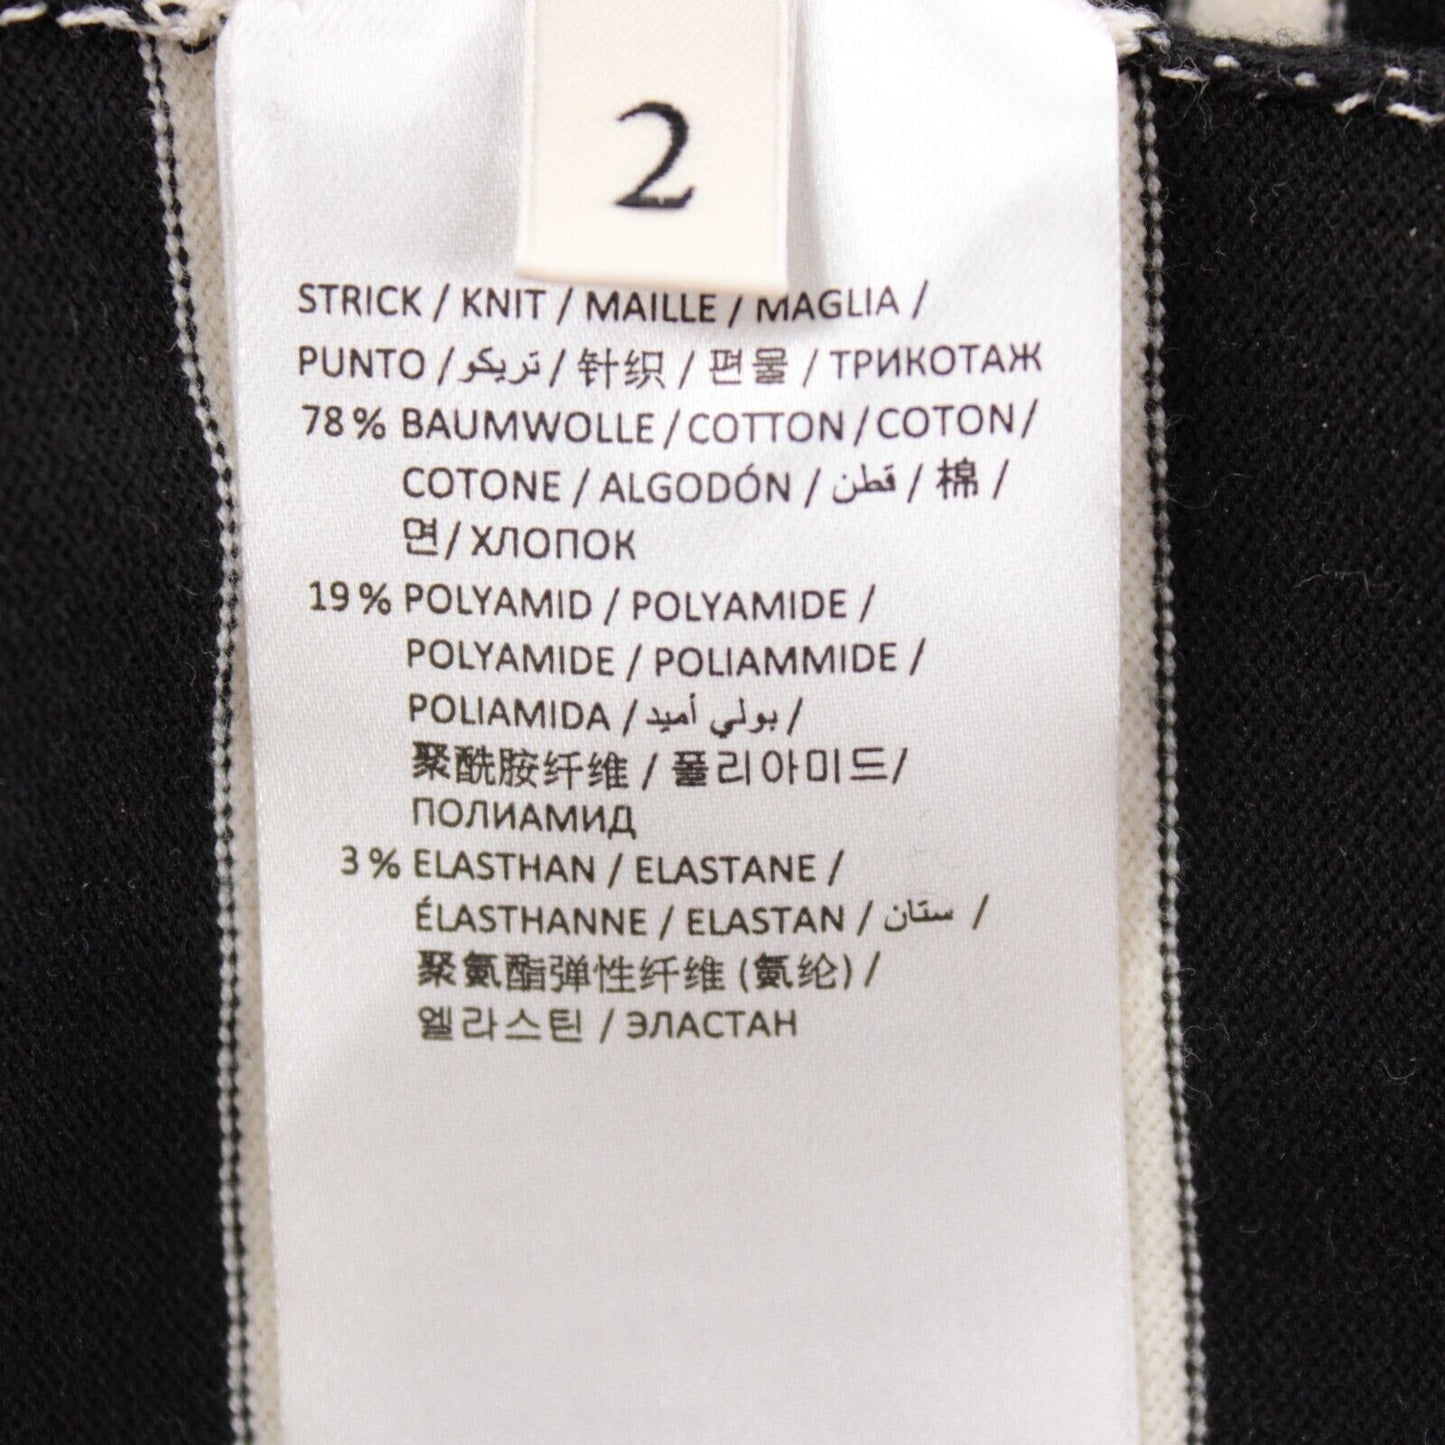 2
STRICK / KNIT / MAILLE / MAGLIA /
PUNTO / تريكو / 针织 / 편물 / ТРИКОТАЖ
78 % BAUMWOLLE / COTTON / COTON /
COTONE / ALGODÓN / قطن / 棉 /
면 / ХЛОПОК
19 % POLYAMID / POLYAMIDE /
POLYAMIDE / POLIAMMIDE /
POLIAMIDA / بولي أميد /
聚酰胺纤维 / 폴리아미드 /
ПОЛИАМИД
3 % ELASTHAN / ELASTANE /
ÉLASTHANNE / ELASTAN / ستان /
聚氨酯弹性纤维 (氨纶) /
엘라스틴 / ЭЛАСТАН